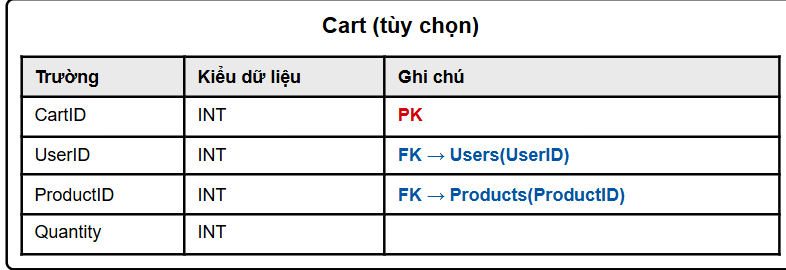 Cart (tùy chọn)
Trường Kiểu dữ liệu Ghi chú
CartID INT PK
UserID INT FK → Users(UserID)
ProductID INT FK → Products(ProductID)
Quantity INT